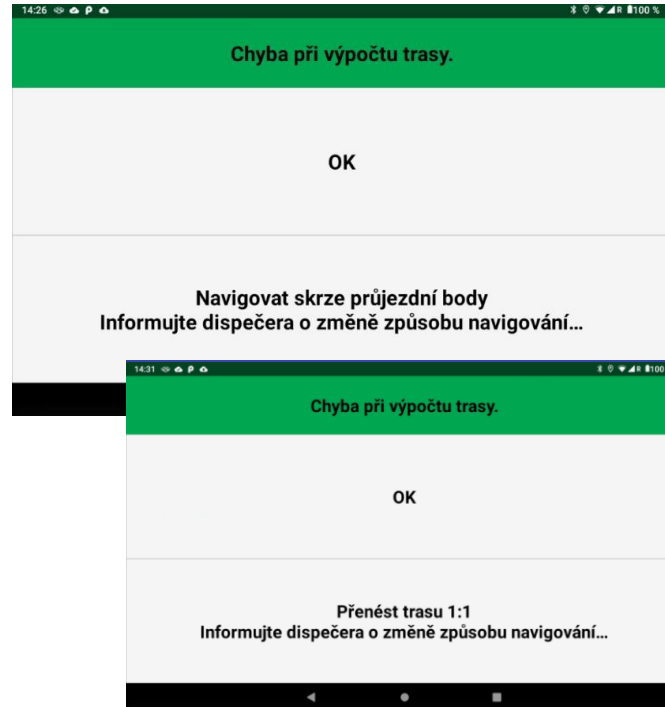 14:26
100 %
Chyba při výpočtu trasy.
OK
Navigovat skrze průjezdní body
Informujte dispečera o změně způsobu navigování...
14:31
100
Chyba při výpočtu trasy.
OK
Přenést trasu 1:1
Informujte dispečera o změně způsobu navigování...